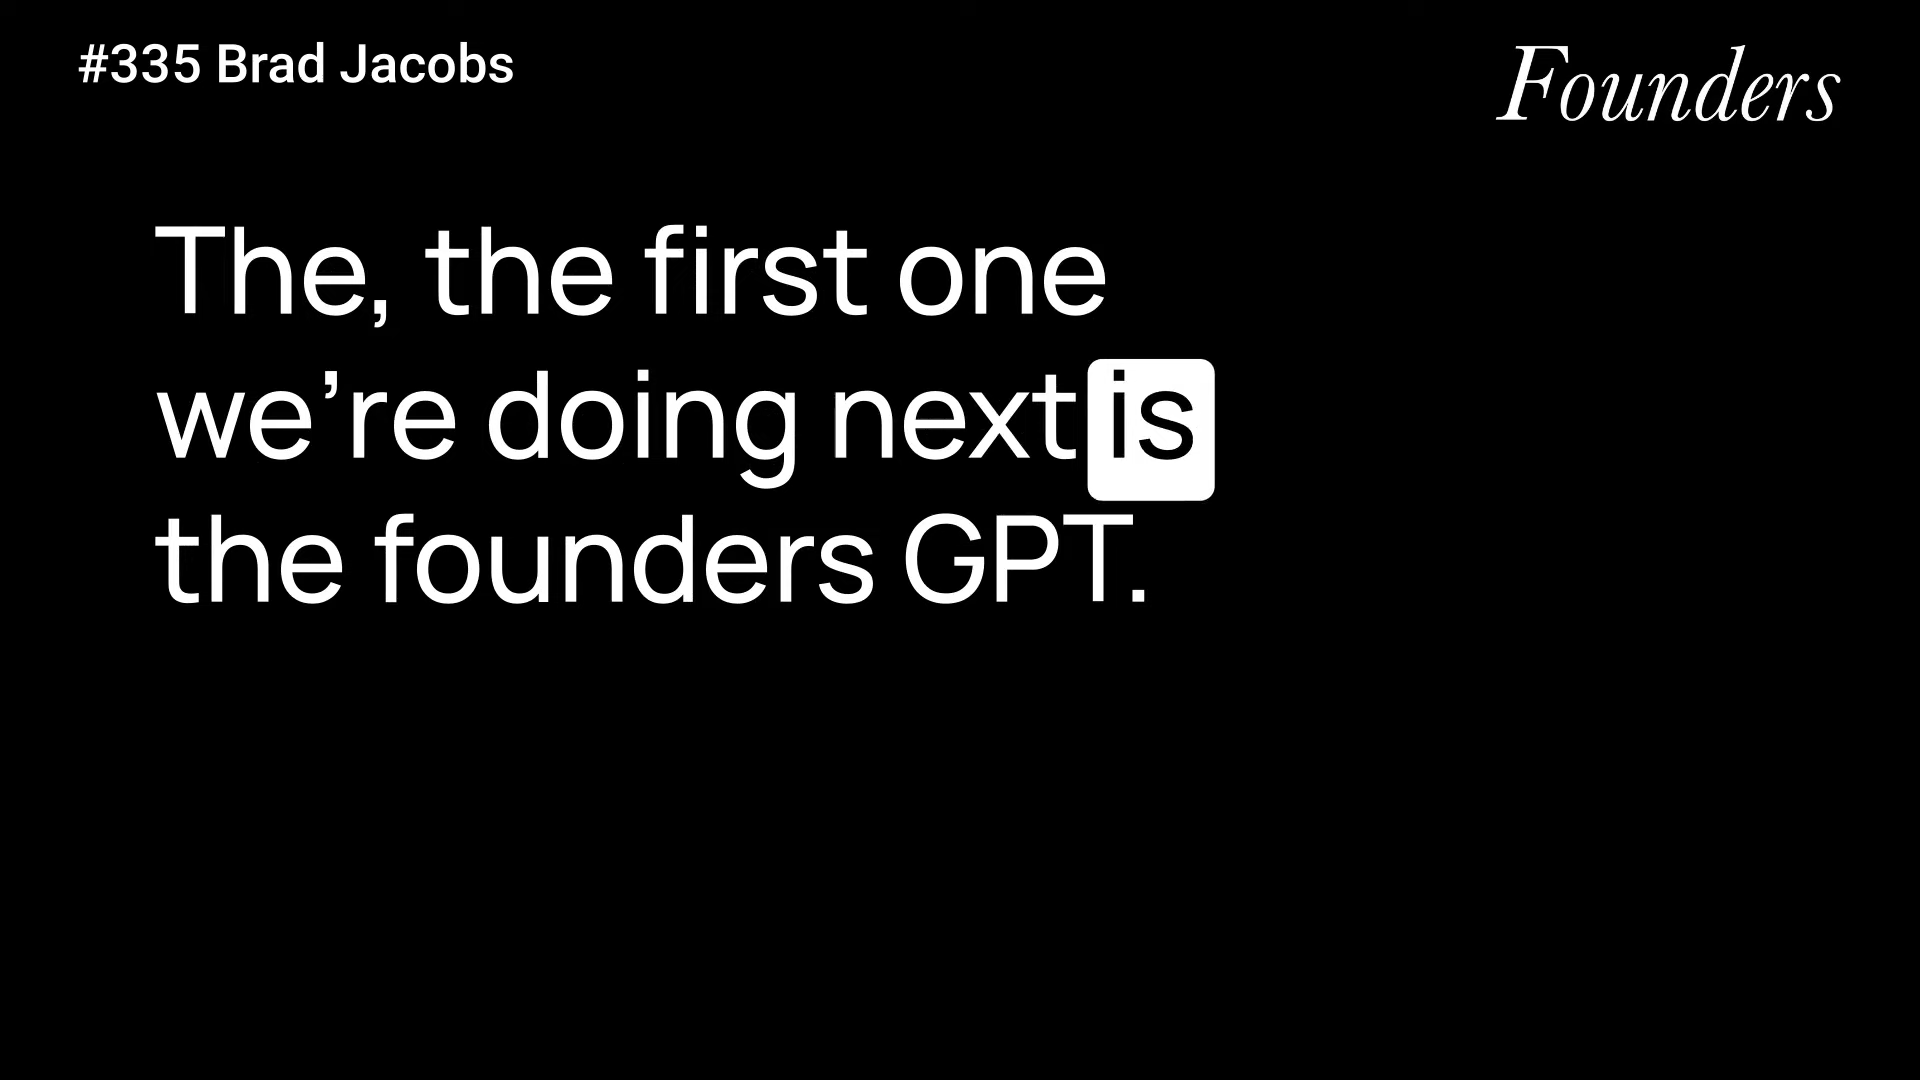 #335 Brad Jacobs
Founders
The, the first one
we’re doing next is
the founders GPT.